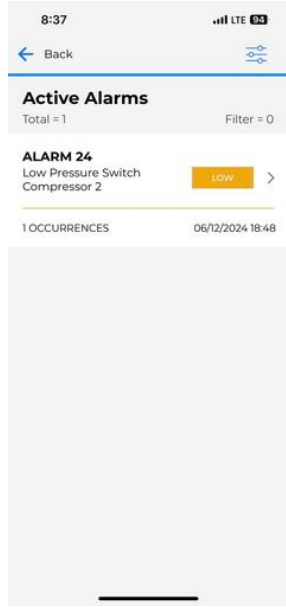 8:37 LTE 94
Back
Active Alarms
Total = 1 Filter = 0
ALARM 24
Low Pressure Switch
Compressor 2
LOW
1 OCCURRENCES 06/12/2024 18:48